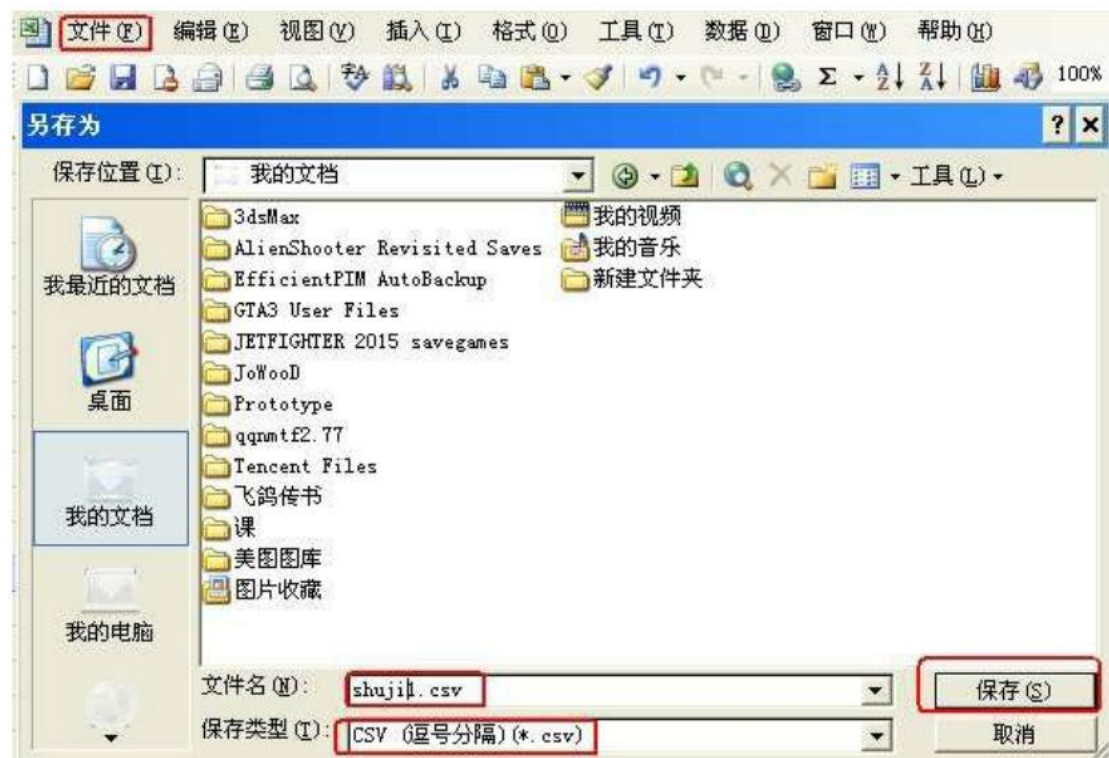 文件(F) 编辑(E) 视图(V) 插入(I) 格式(O) 工具(T) 数据(D) 窗口(W) 帮助(H)
100%
另存为
保存位置(I): 我的文档 工具(L)
3dsMax 我的视频
AlienShooter Revisited Saves 我的音乐
EfficientPIM AutoBackup 新建文件夹
GTA3 User Files
JETFIGHTER 2015 savegames
JoWooD
Prototype
qqnmtf2.77
Tencent Files
飞鸽传书
课
美图图库
图片收藏
我最近的文档
桌面
我的文档
我的电脑
文件名(N): shuji1.csv 保存(S)
保存类型(T): CSV (逗号分隔)(*.csv) 取消